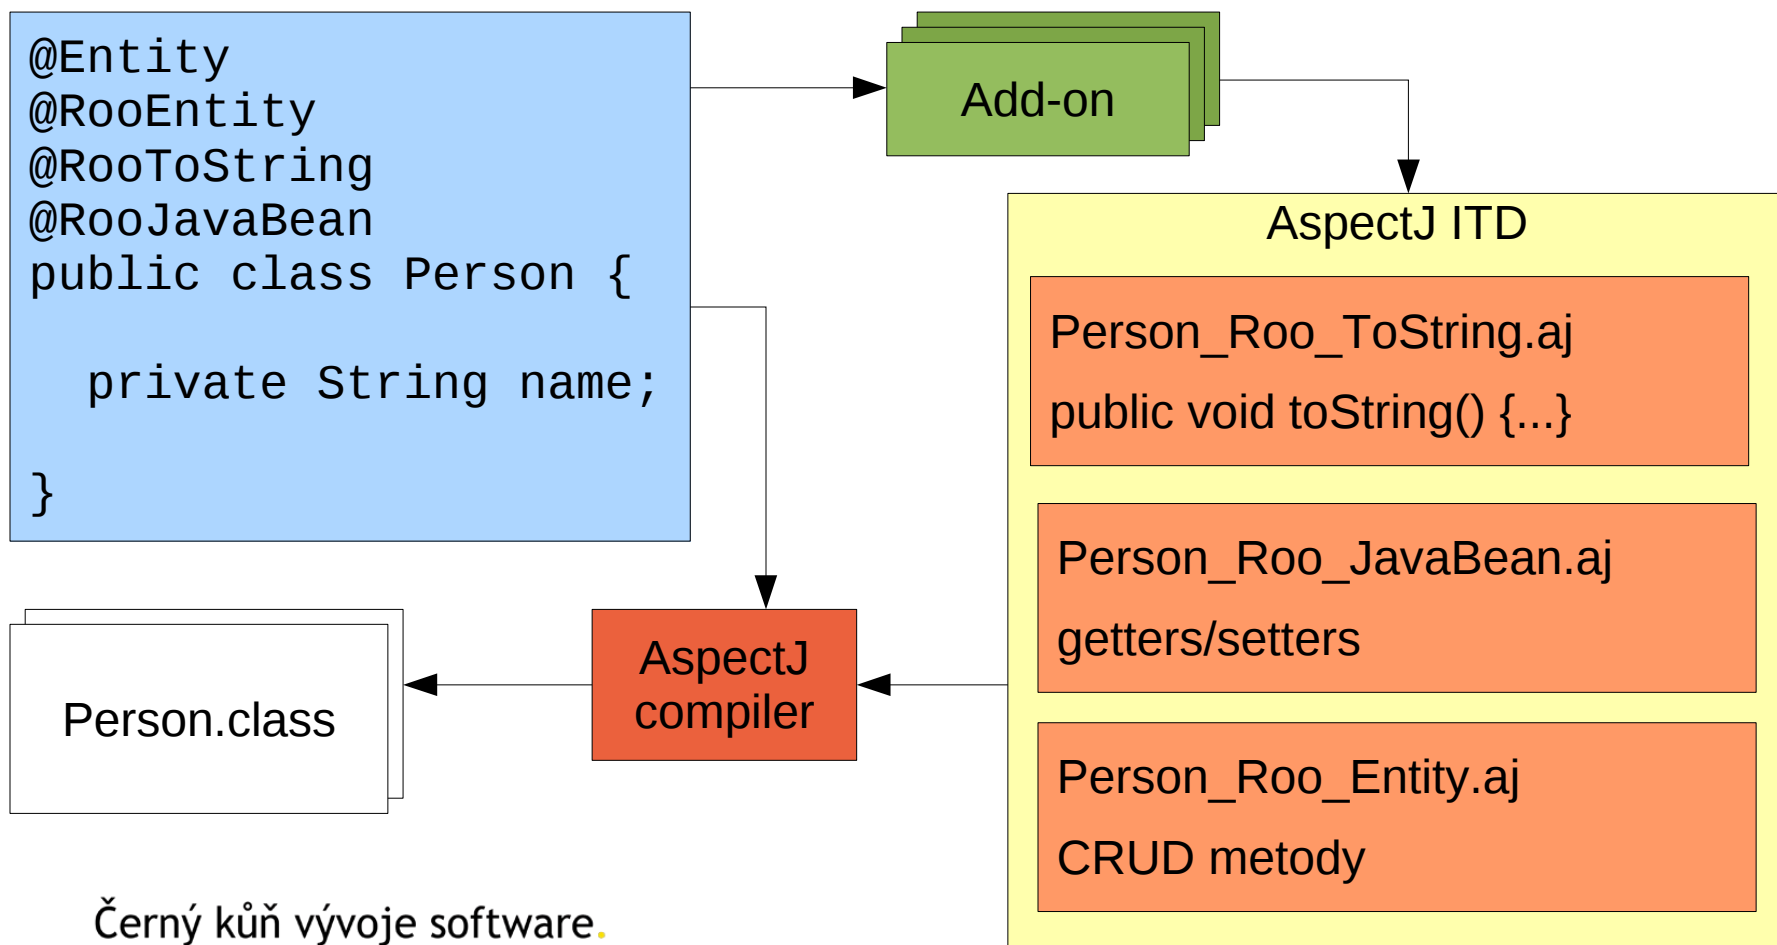 @Entity
@RooEntity
@RooToString
@RooJavaBean
public class Person {
private String name;
}
Add-on
AspectJ ITD
Person_Roo_ToString.aj
public void toString() {...}
Person_Roo_JavaBean.aj
getters/setters
Person_Roo_Entity.aj
CRUD metody
AspectJ
compiler
Person.class
Černý kůň vývoje software.